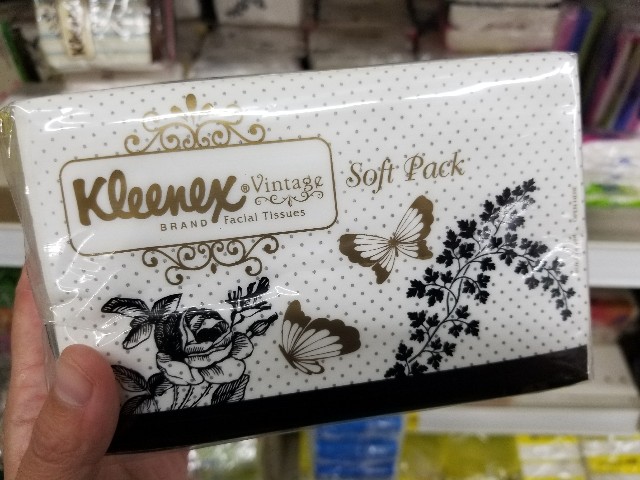 Kleenex® Vintage
BRAND Facial Tissues
Soft Pack